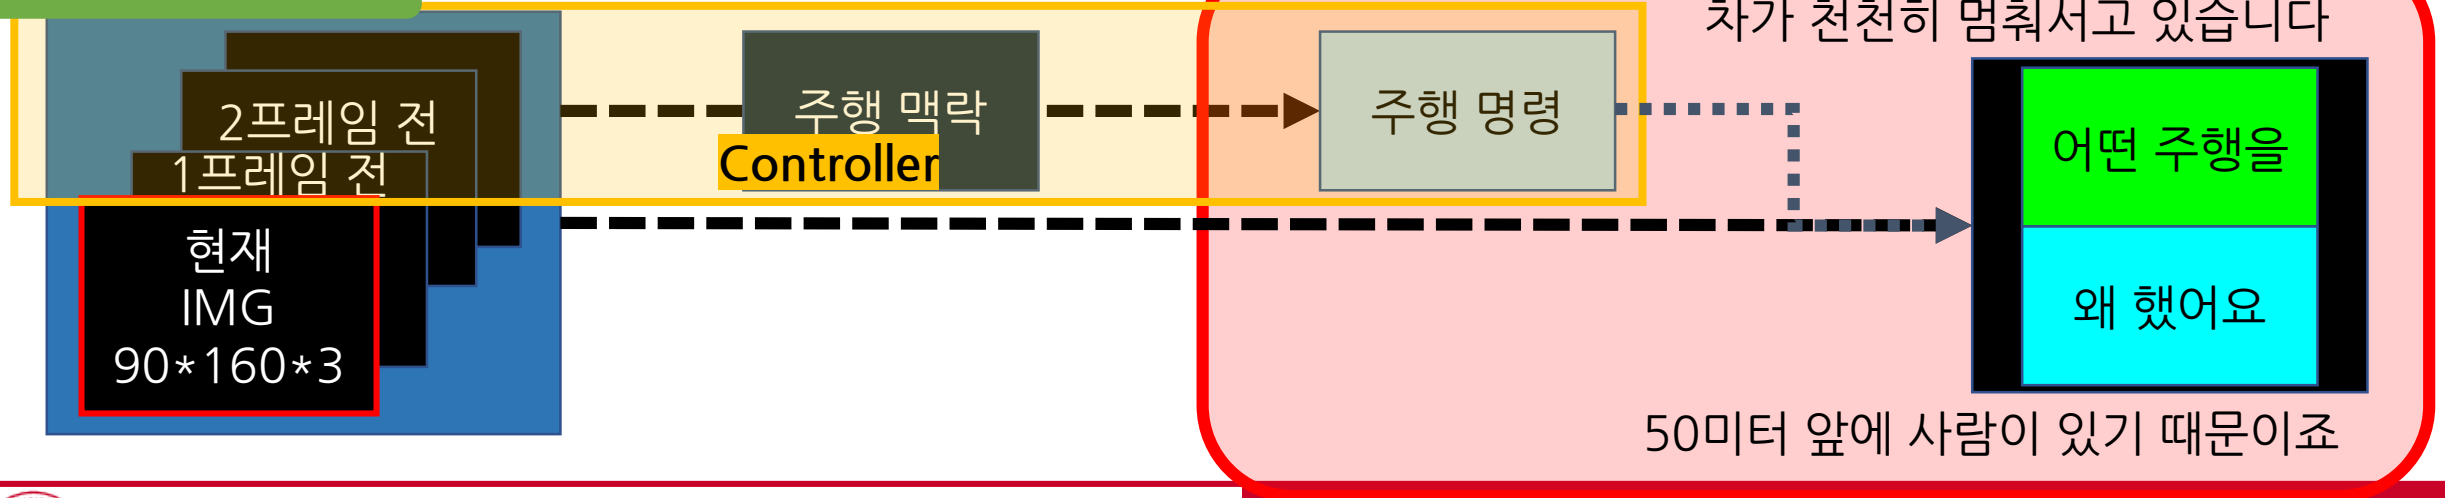 차가 천천히 멈춰서고 있습니다
2프레임 전
1프레임 전
현재
IMG
90*160*3
주행 맥락
Controller
주행 명령
어떤 주행을
왜 했어요
50미터 앞에 사람이 있기 때문이죠